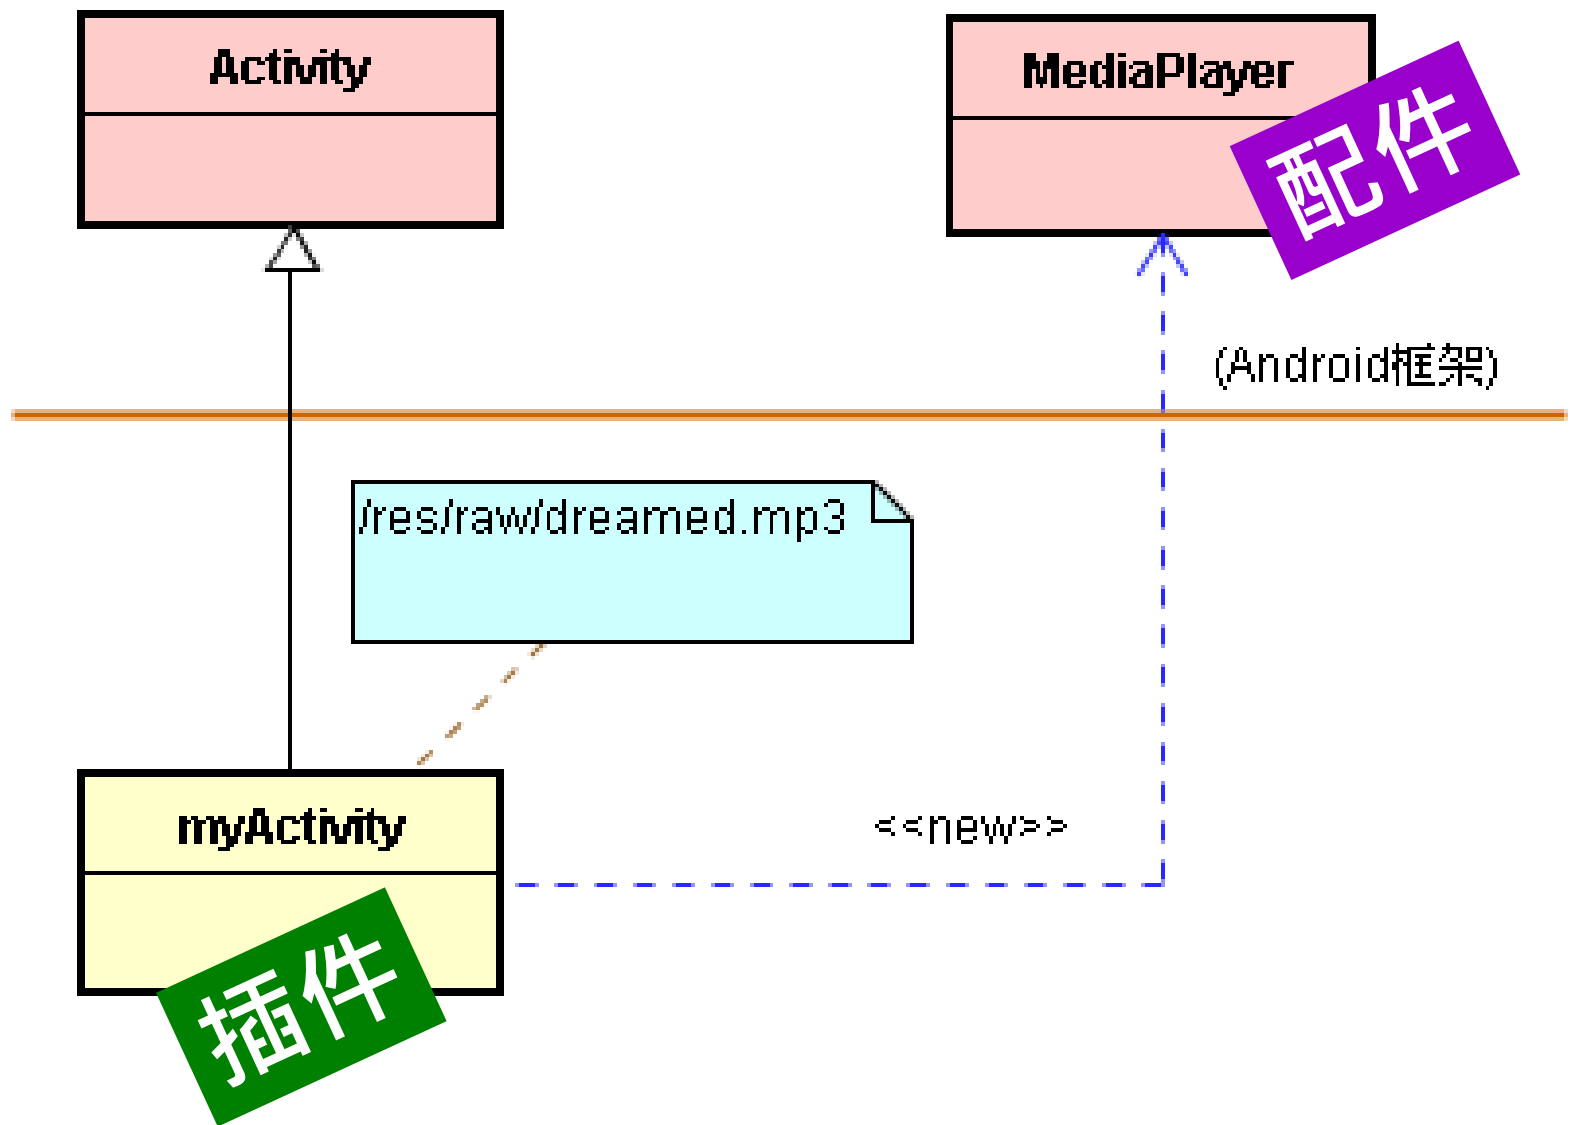 Activity
MediaPlayer
配件
(Android框架)
/res/raw/dreamed.mp3
myActivity
<<new>>
插件